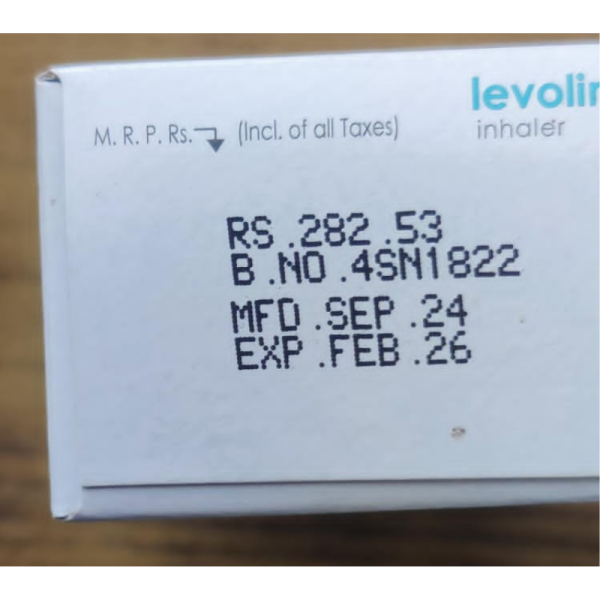 levolin
inhaler
M. R. P. Rs. (Incl. of all Taxes)
RS .282 .53
B .NO .4SN1822
MFD .SEP .24
EXP .FEB .26